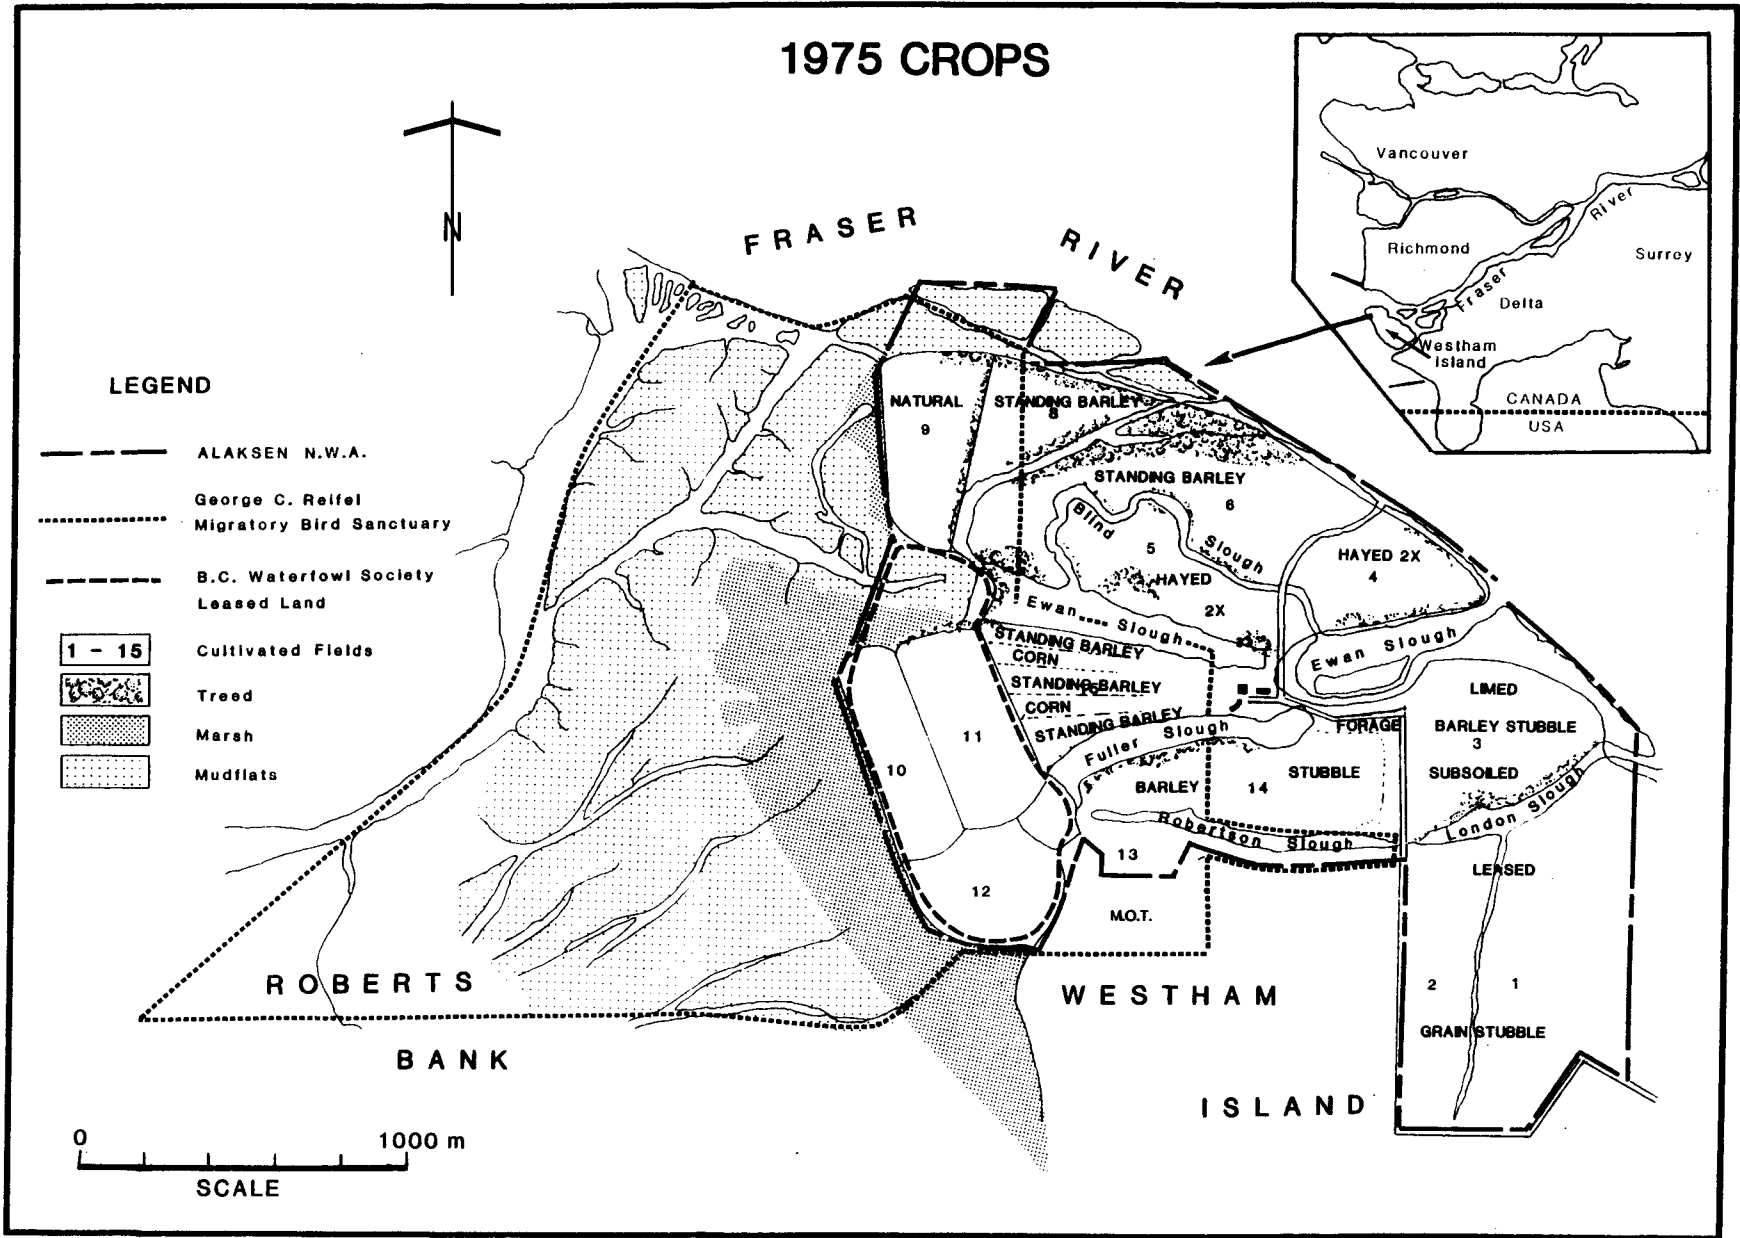 1975 CROPS
N
FRASER RIVER
Vancouver
Richmond
River
Surrey
Fraser
Delta
Westham
Island
CANADA
USA
LEGEND
ALAKSEN N.W.A.
George C. Reifel
Migratory Bird Sanctuary
B.C. Waterfowl Society
Leased Land
1 - 15
Cultivated Fields
Treed
Marsh
Mudflats
NATURAL
9
STANDING BARLEY
8
STANDING BARLEY
6
Blind Slough
5
HAYED
2X
HAYED 2X
4
Ewan Slough
Ewan Slough
STANDING BARLEY
CORN
STANDING BARLEY
CORN
STANDING BARLEY
Fuller Slough
BARLEY
14
STUBBLE
FORAGE
LIMED
BARLEY STUBBLE
3
SUBSOILED
London Slough
Robertson Slough
10
11
12
13
M.O.T.
LEASED
2
1
GRAIN STUBBLE
ROBERTS
BANK
WESTHAM
ISLAND
0
1000 m
SCALE